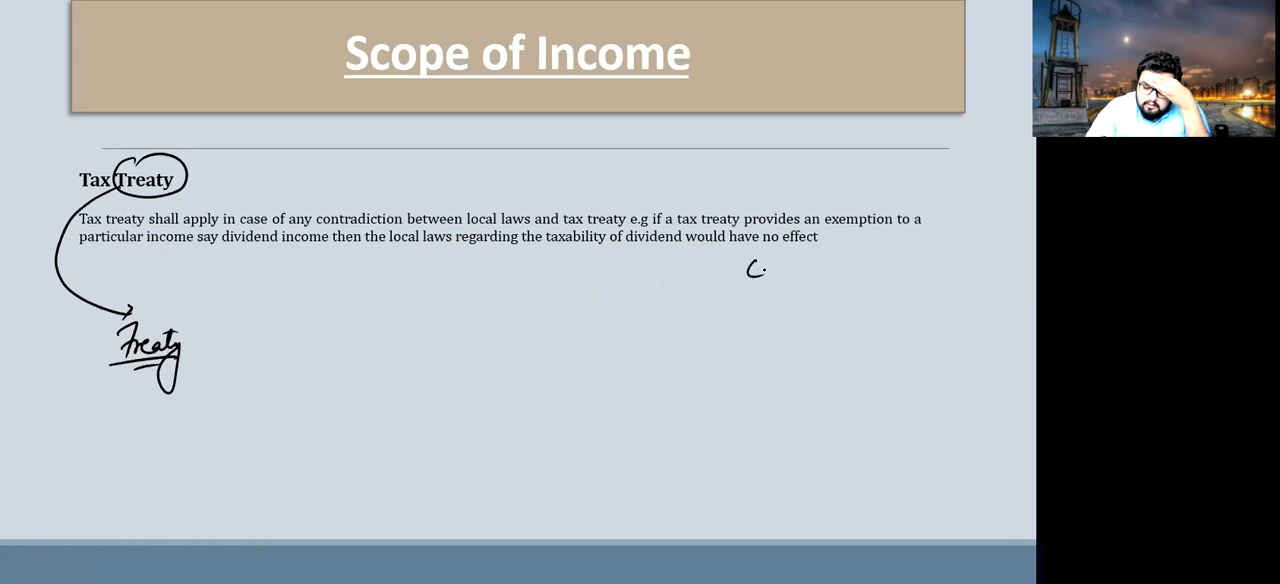 Scope of Income
Tax Treaty
Tax treaty shall apply in case of any contradiction between local laws and tax treaty e.g if a tax treaty provides an exemption to a
particular income say dividend income then the local laws regarding the taxability of dividend would have no effect
C.
Treaty